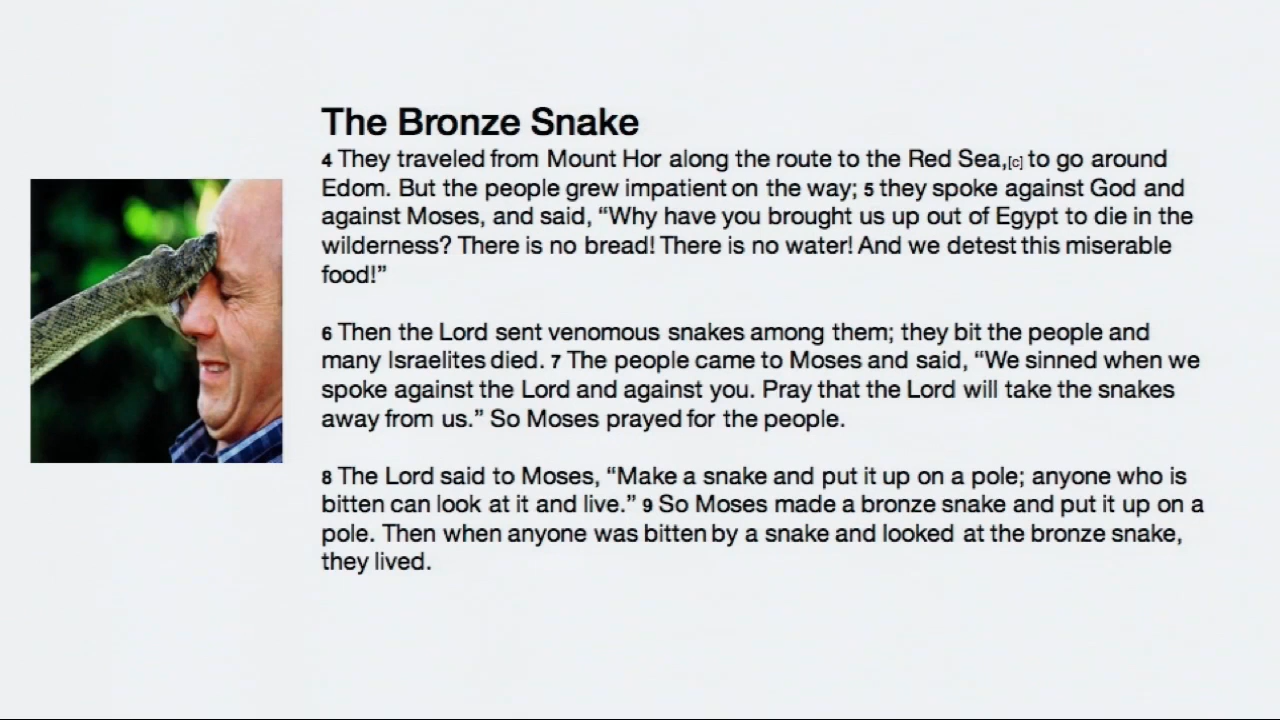 The Bronze Snake
4 They traveled from Mount Hor along the route to the Red Sea,[c] to go around
Edom. But the people grew impatient on the way; 5 they spoke against God and
against Moses, and said, “Why have you brought us up out of Egypt to die in the
wilderness? There is no bread! There is no water! And we detest this miserable
food!”
6 Then the Lord sent venomous snakes among them; they bit the people and
many Israelites died. 7 The people came to Moses and said, “We sinned when we
spoke against the Lord and against you. Pray that the Lord will take the snakes
away from us.” So Moses prayed for the people.
8 The Lord said to Moses, “Make a snake and put it up on a pole; anyone who is
bitten can look at it and live.” 9 So Moses made a bronze snake and put it up on a
pole. Then when anyone was bitten by a snake and looked at the bronze snake,
they lived.